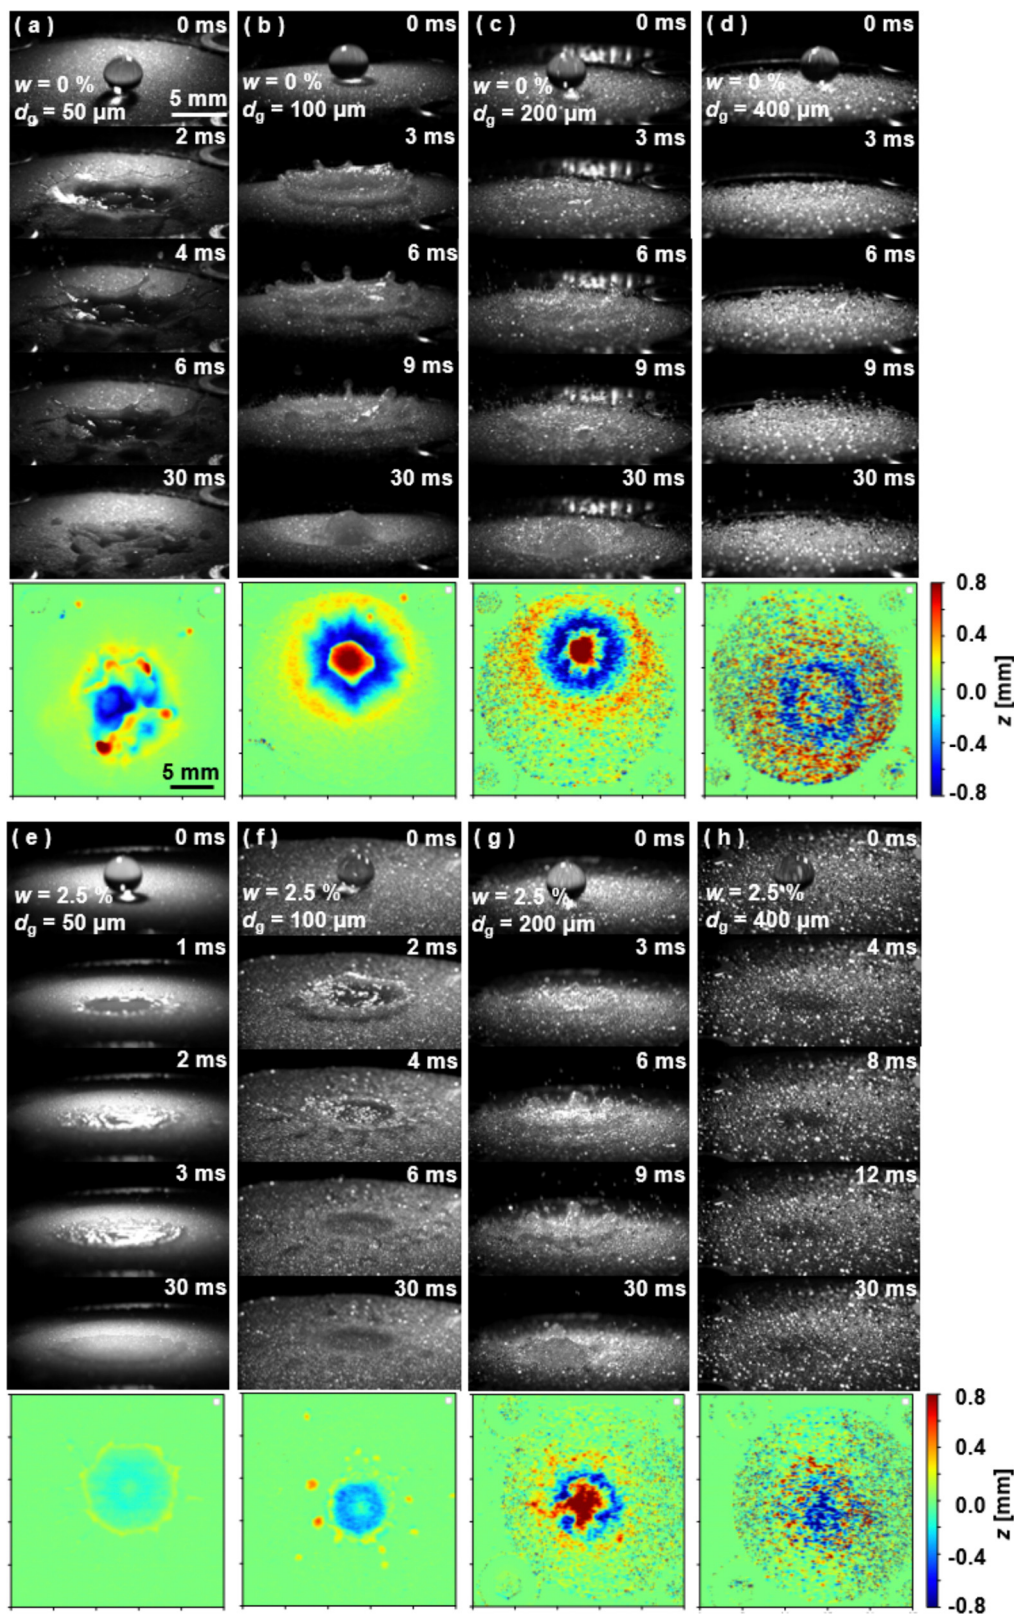 ( a )
0 ms
w = 0 %
5 mm
dg = 50 µm
2 ms
4 ms
6 ms
30 ms
5 mm
( b )
0 ms
w = 0 %
dg = 100 µm
3 ms
6 ms
9 ms
30 ms
( c )
0 ms
w = 0 %
dg = 200 µm
3 ms
6 ms
9 ms
30 ms
( d )
0 ms
w = 0 %
dg = 400 µm
3 ms
6 ms
9 ms
30 ms
0.8
0.4
0.0
-0.4
-0.8
z [mm]
( e )
0 ms
w = 2.5 %
dg = 50 µm
1 ms
2 ms
3 ms
30 ms
( f )
0 ms
w = 2.5 %
dg = 100 µm
2 ms
4 ms
6 ms
30 ms
( g )
0 ms
w = 2.5 %
dg = 200 µm
3 ms
6 ms
9 ms
30 ms
( h )
0 ms
w = 2.5 %
dg = 400 µm
4 ms
8 ms
12 ms
30 ms
0.8
0.4
0.0
-0.4
-0.8
z [mm]